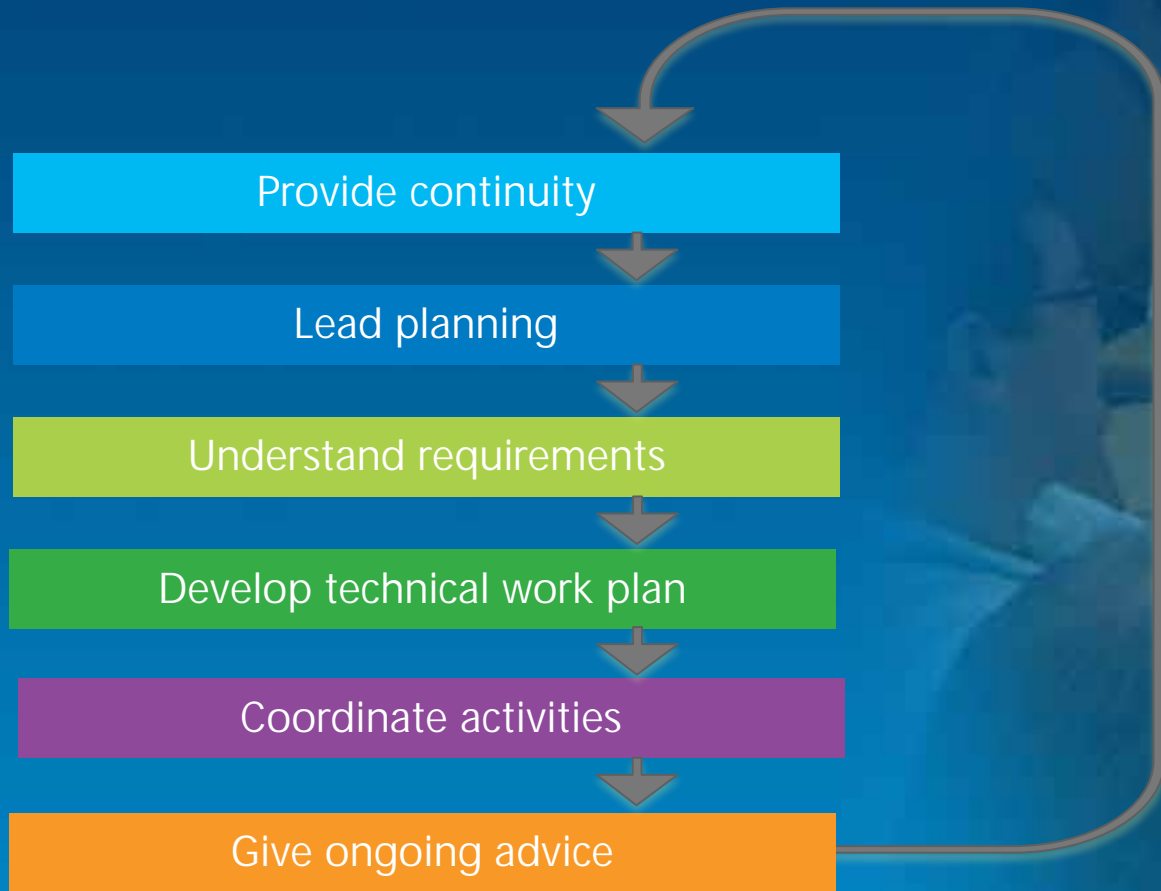 Provide continuity
Lead planning
Understand requirements
Develop technical work plan
Coordinate activities
Give ongoing advice